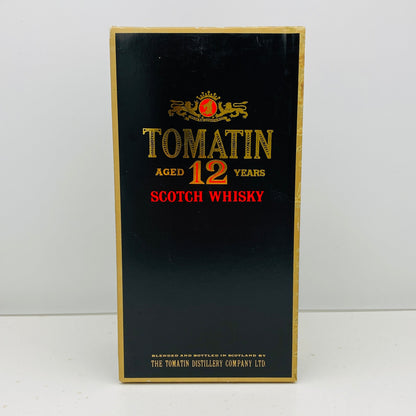 TOMATIN
AGED 12 YEARS
SCOTCH WHISKY
BLENDED AND BOTTLED IN SCOTLAND BY
THE TOMATIN DISTILLERY COMPANY LTD.